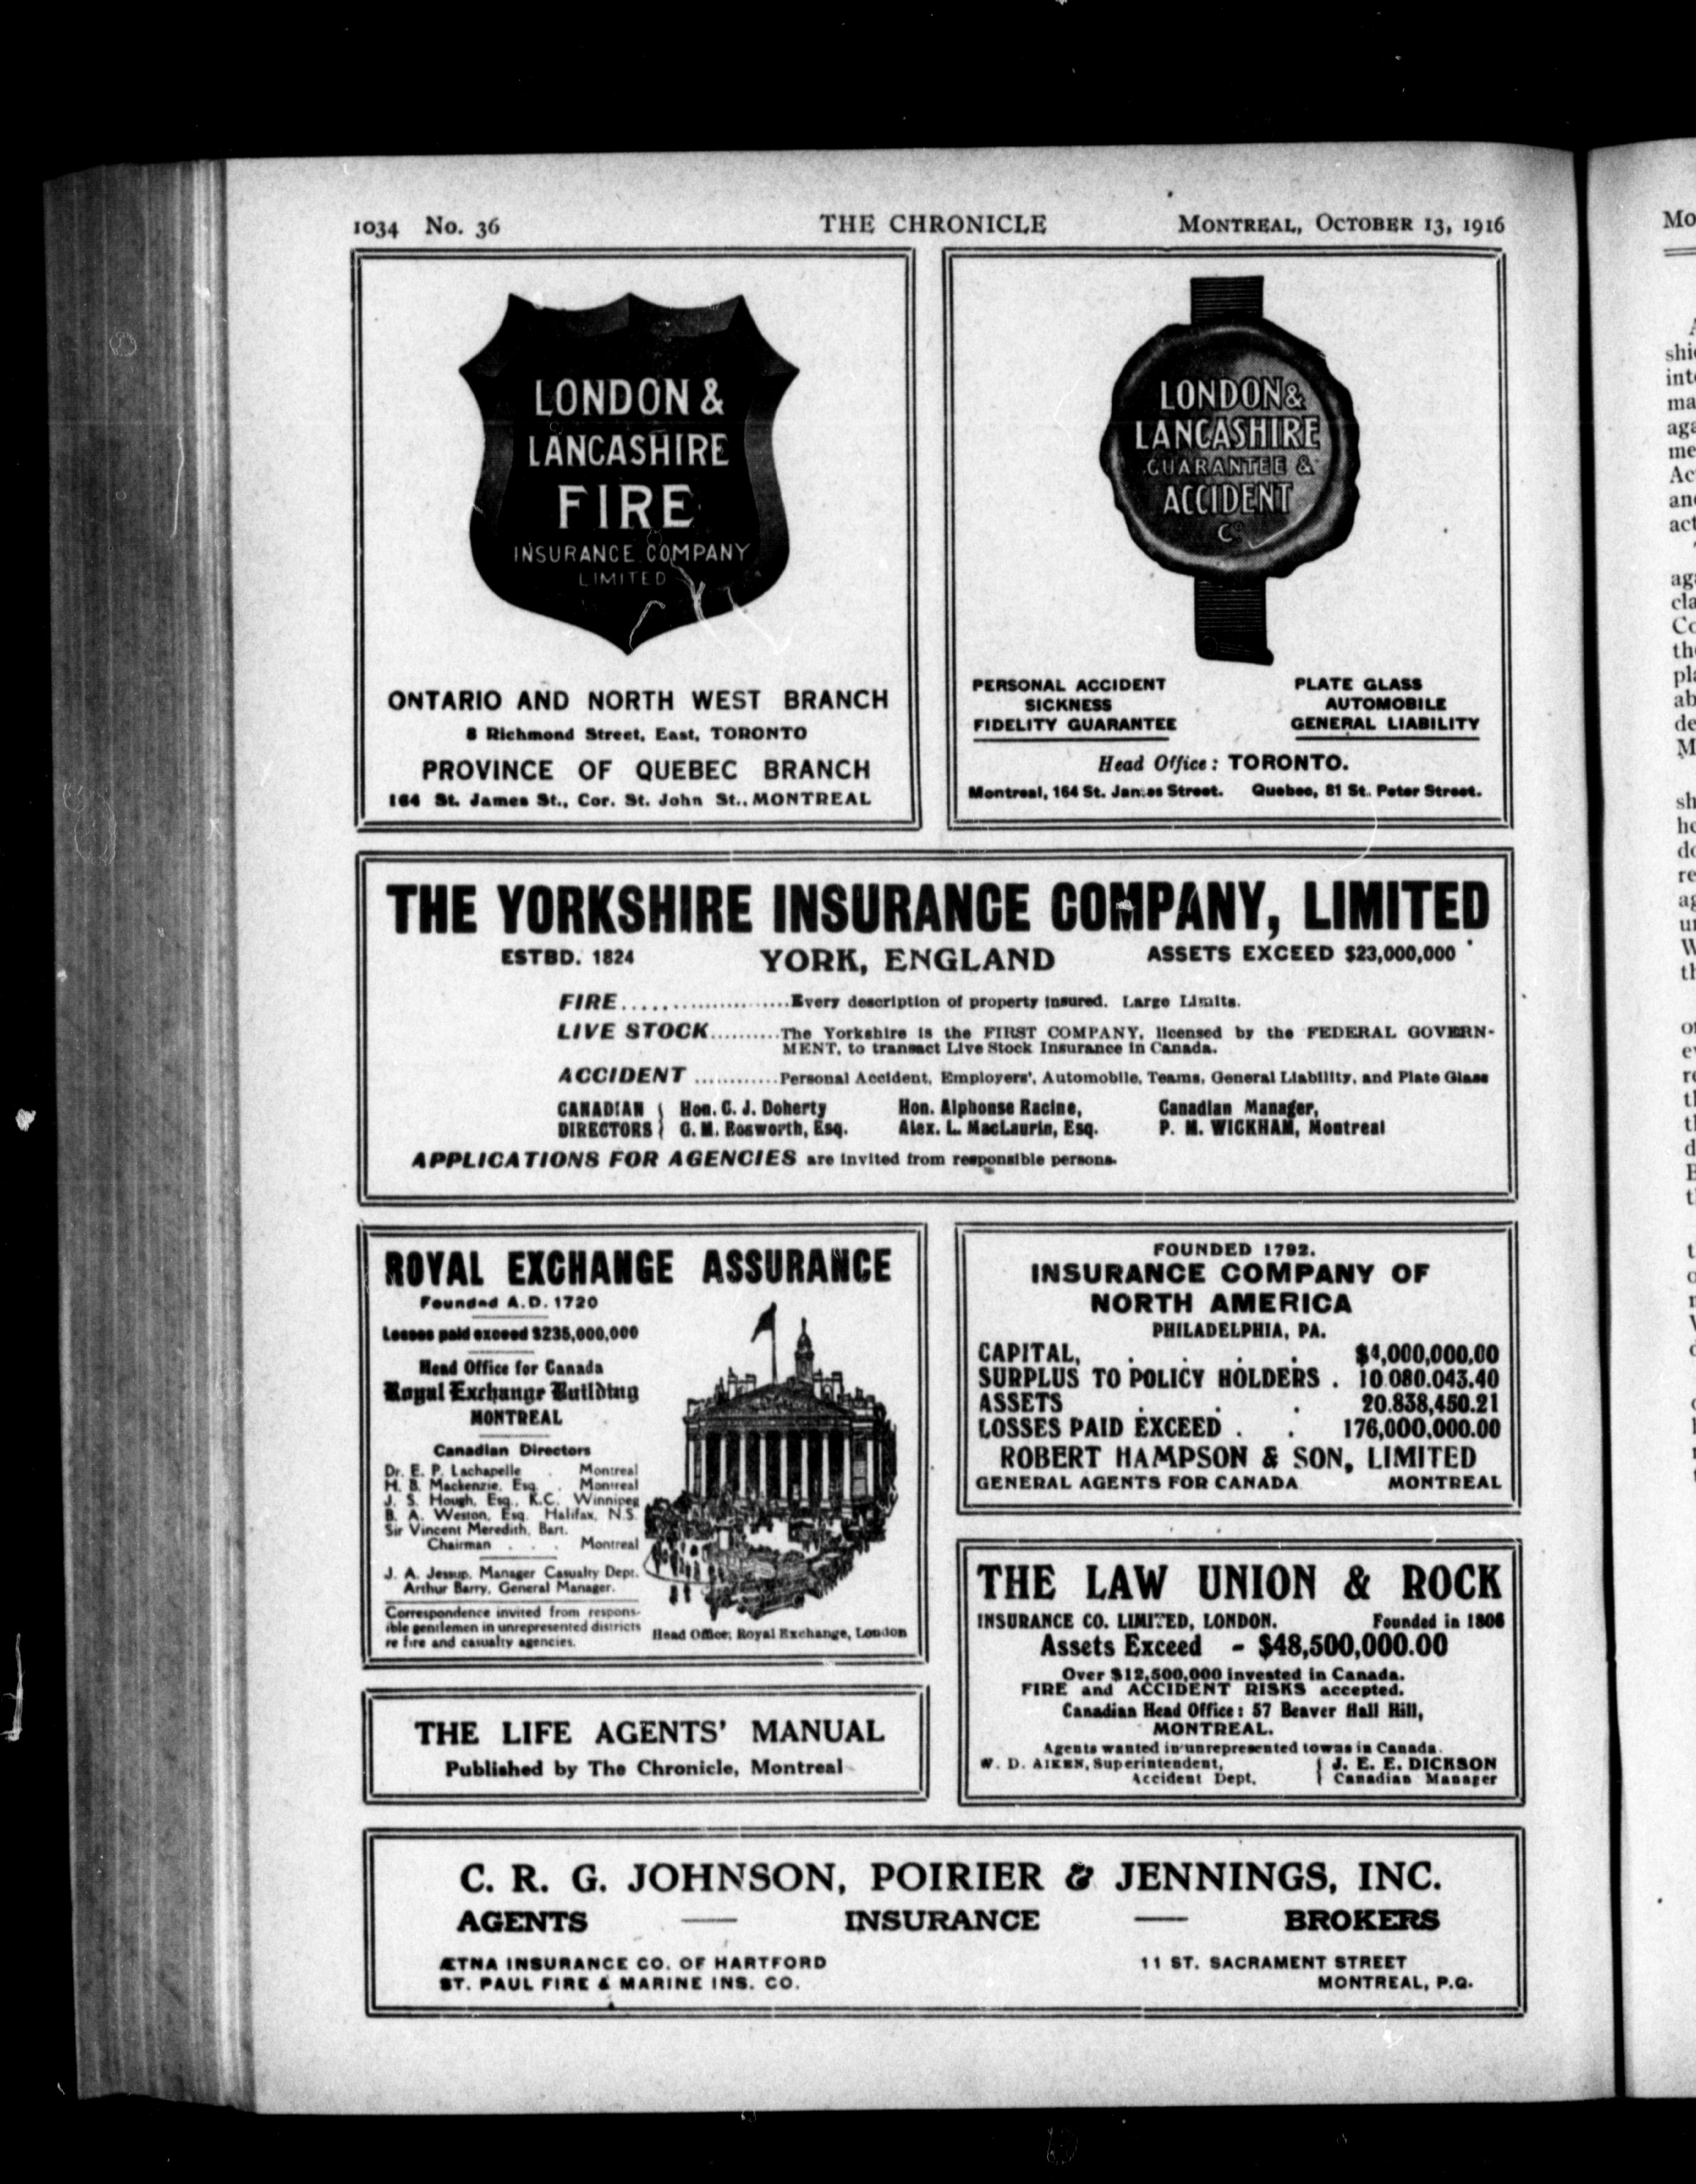 1034 No. 36 THE CHRONICLE MONTREAL, OCTOBER 13, 1916
LONDON &
LANCASHIRE
FIRE
INSURANCE COMPANY
LIMITED
ONTARIO AND NORTH WEST BRANCH
8 Richmond Street, East, TORONTO
PROVINCE OF QUEBEC BRANCH
164 St. James St., Cor. St. John St., MONTREAL
LONDON &
LANCASHIRE
GUARANTEE &
ACCIDENT
Co
PERSONAL ACCIDENT PLATE GLASS
SICKNESS AUTOMOBILE
FIDELITY GUARANTEE GENERAL LIABILITY
Head Office: TORONTO.
Montreal, 164 St. James Street. Quebec, 81 St. Peter Street.
THE YORKSHIRE INSURANCE COMPANY, LIMITED
ESTBD. 1824 YORK, ENGLAND ASSETS EXCEED $23,000,000
FIRE.....................Every description of property insured. Large Limits.
LIVE STOCK..........The Yorkshire is the FIRST COMPANY, licensed by the FEDERAL GOVERN-
MENT, to transact Live Stock Insurance in Canada.
ACCIDENT ............Personal Accident, Employers', Automobile, Teams, General Liability, and Plate Glass
CANADIAN { Hon. C. J. Doherty Hon. Alphonse Racine, Canadian Manager,
DIRECTORS { G. M. Bosworth, Esq. Alex. L. MacLaurin, Esq. P. M. WICKHAM, Montreal
APPLICATIONS FOR AGENCIES are invited from responsible persons.
ROYAL EXCHANGE ASSURANCE
Founded A.D. 1720
Losses paid exceed $235,000,000
Head Office for Canada
Royal Exchange Building
MONTREAL
Canadian Directors
Dr. E. P. Lachapelle . Montreal
H. B. Mackenzie, Esq. . Montreal
J. S. Hough, Esq., K.C. Winnipeg
B. A. Weston, Esq. Halifax, N.S.
Sir Vincent Meredith, Bart.
Chairman . . . Montreal
J. A. Jessup, Manager Casualty Dept.
Arthur Barry, General Manager.
Correspondence invited from respons-
ible gentlemen in unrepresented districts
re fire and casualty agencies.
Head Office: Royal Exchange, London
FOUNDED 1792.
INSURANCE COMPANY OF
NORTH AMERICA
PHILADELPHIA, PA.
CAPITAL, . . . . $4,000,000.00
SURPLUS TO POLICY HOLDERS . 10.080.043.40
ASSETS . . . 20.838,450.21
LOSSES PAID EXCEED . . 176,000,000.00
ROBERT HAMPSON & SON, LIMITED
GENERAL AGENTS FOR CANADA MONTREAL
THE LAW UNION & ROCK
INSURANCE CO. LIMITED, LONDON. Founded in 1806
Assets Exceed - $48,500,000.00
Over $12,500,000 invested in Canada.
FIRE and ACCIDENT RISKS accepted.
Canadian Head Office: 57 Beaver Hall Hill,
MONTREAL.
Agents wanted in unrepresented towns in Canada.
W. D. AIKEN, Superintendent, { J. E. E. DICKSON
Accident Dept. { Canadian Manager
THE LIFE AGENTS' MANUAL
Published by The Chronicle, Montreal
C. R. G. JOHNSON, POIRIER & JENNINGS, INC.
AGENTS — INSURANCE — BROKERS
ÆTNA INSURANCE CO. OF HARTFORD 11 ST. SACRAMENT STREET
ST. PAUL FIRE & MARINE INS. CO. MONTREAL, P.Q.